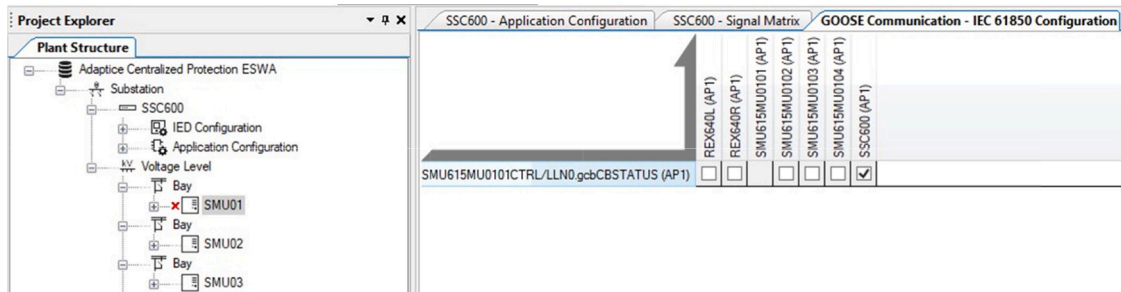 Project Explorer
Plant Structure
Adaptice Centralized Protection ESWA
Substation
SSC600
IED Configuration
Application Configuration
kV Voltage Level
Bay
SMU01
Bay
SMU02
Bay
SMU03
SSC600 - Application Configuration
SSC600 - Signal Matrix
GOOSE Communication - IEC 61850 Configuration
REX640L (AP1)
REX640R (AP1)
SMU615MU0101 (AP1)
SMU615MU0102 (AP1)
SMU615MU0103 (AP1)
SMU615MU0104 (AP1)
SSC600 (AP1)
SMU615MU0101CTRL/LLN0.gcbCBSTATUS (AP1)